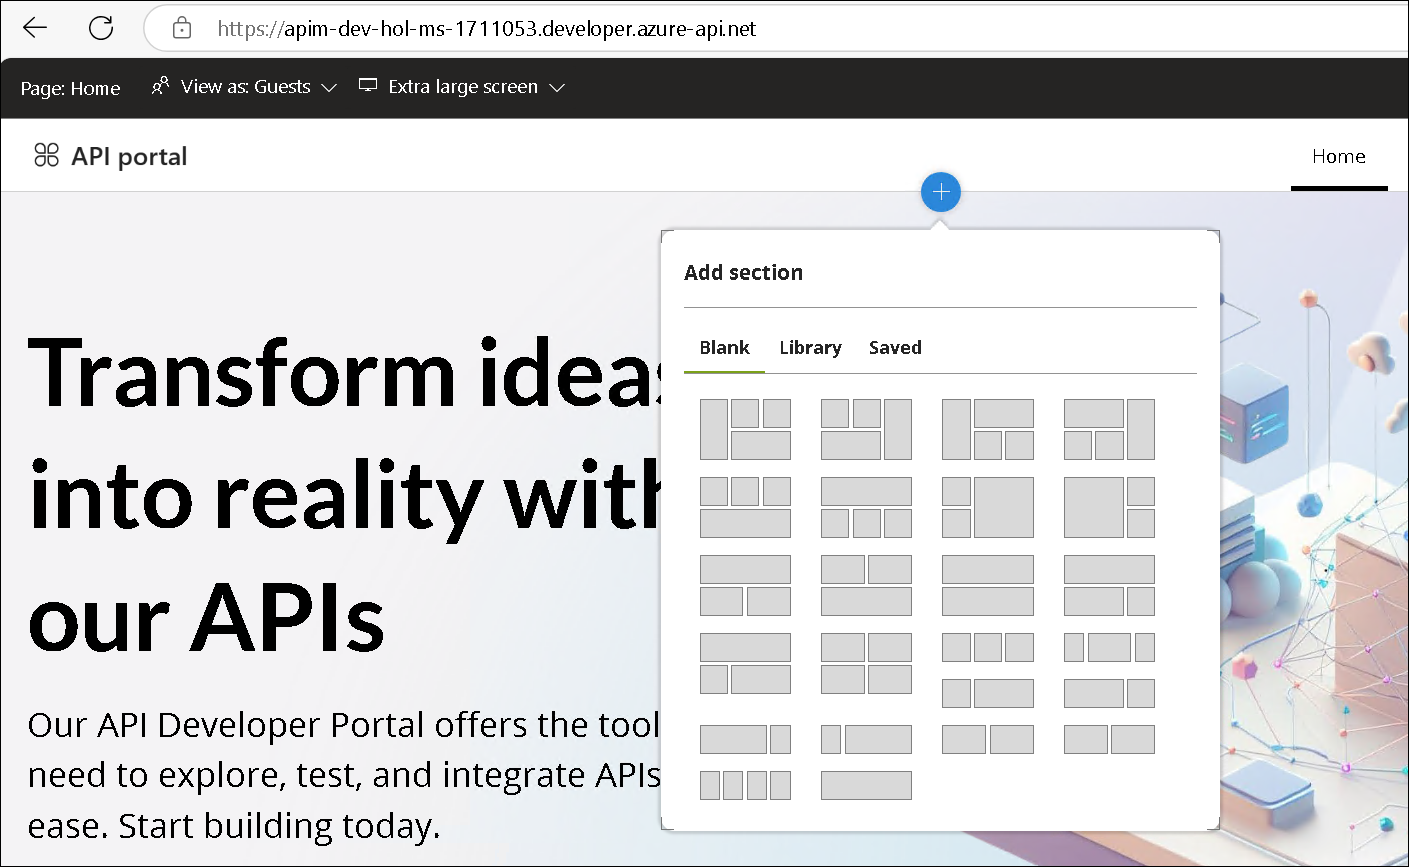 https://apim-dev-hol-ms-1711053.developer.azure-api.net
Page: Home View as: Guests Extra large screen
API portal
Home
Add section
Blank Library Saved
Transform ideas
into reality with
our APIs
Our API Developer Portal offers the tool
need to explore, test, and integrate APIs
ease. Start building today.